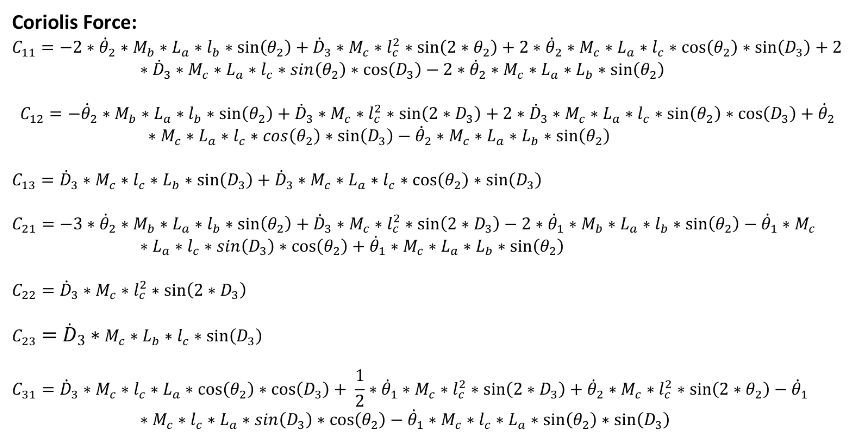 Coriolis Force:
C₁₁ = −2 * θ̇₂ * M_b * L_a * l_b * sin(θ₂) + Ḋ₃ * M_c * l_c² * sin(2 * θ₂) + 2 * θ̇₂ * M_c * L_a * l_c * cos(θ₂) * sin(D₃) + 2
* Ḋ₃ * M_c * L_a * l_c * sin(θ₂) * cos(D₃) − 2 * θ̇₂ * M_c * L_a * L_b * sin(θ₂)
C₁₂ = −θ̇₂ * M_b * L_a * l_b * sin(θ₂) + Ḋ₃ * M_c * l_c² * sin(2 * D₃) + 2 * Ḋ₃ * M_c * L_a * l_c * sin(θ₂) * cos(D₃) + θ̇₂
* M_c * L_a * l_c * cos(θ₂) * sin(D₃) − θ̇₂ * M_c * L_a * L_b * sin(θ₂)
C₁₃ = Ḋ₃ * M_c * l_c * L_b * sin(D₃) + Ḋ₃ * M_c * L_a * l_c * cos(θ₂) * sin(D₃)
C₂₁ = −3 * θ̇₂ * M_b * L_a * l_b * sin(θ₂) + Ḋ₃ * M_c * l_c² * sin(2 * D₃) − 2 * θ̇₁ * M_b * L_a * l_b * sin(θ₂) − θ̇₁ * M_c
* L_a * l_c * sin(D₃) * cos(θ₂) + θ̇₁ * M_c * L_a * L_b * sin(θ₂)
C₂₂ = Ḋ₃ * M_c * l_c² * sin(2 * D₃)
C₂₃ = Ḋ₃ * M_c * L_b * l_c * sin(D₃)
C₃₁ = Ḋ₃ * M_c * l_c * L_a * cos(θ₂) * cos(D₃) + 1/2 * θ̇₁ * M_c * l_c² * sin(2 * D₃) + θ̇₂ * M_c * l_c² * sin(2 * θ₂) − θ̇₁
* M_c * l_c * L_a * sin(D₃) * cos(θ₂) − θ̇₁ * M_c * l_c * L_a * sin(θ₂) * sin(D₃)